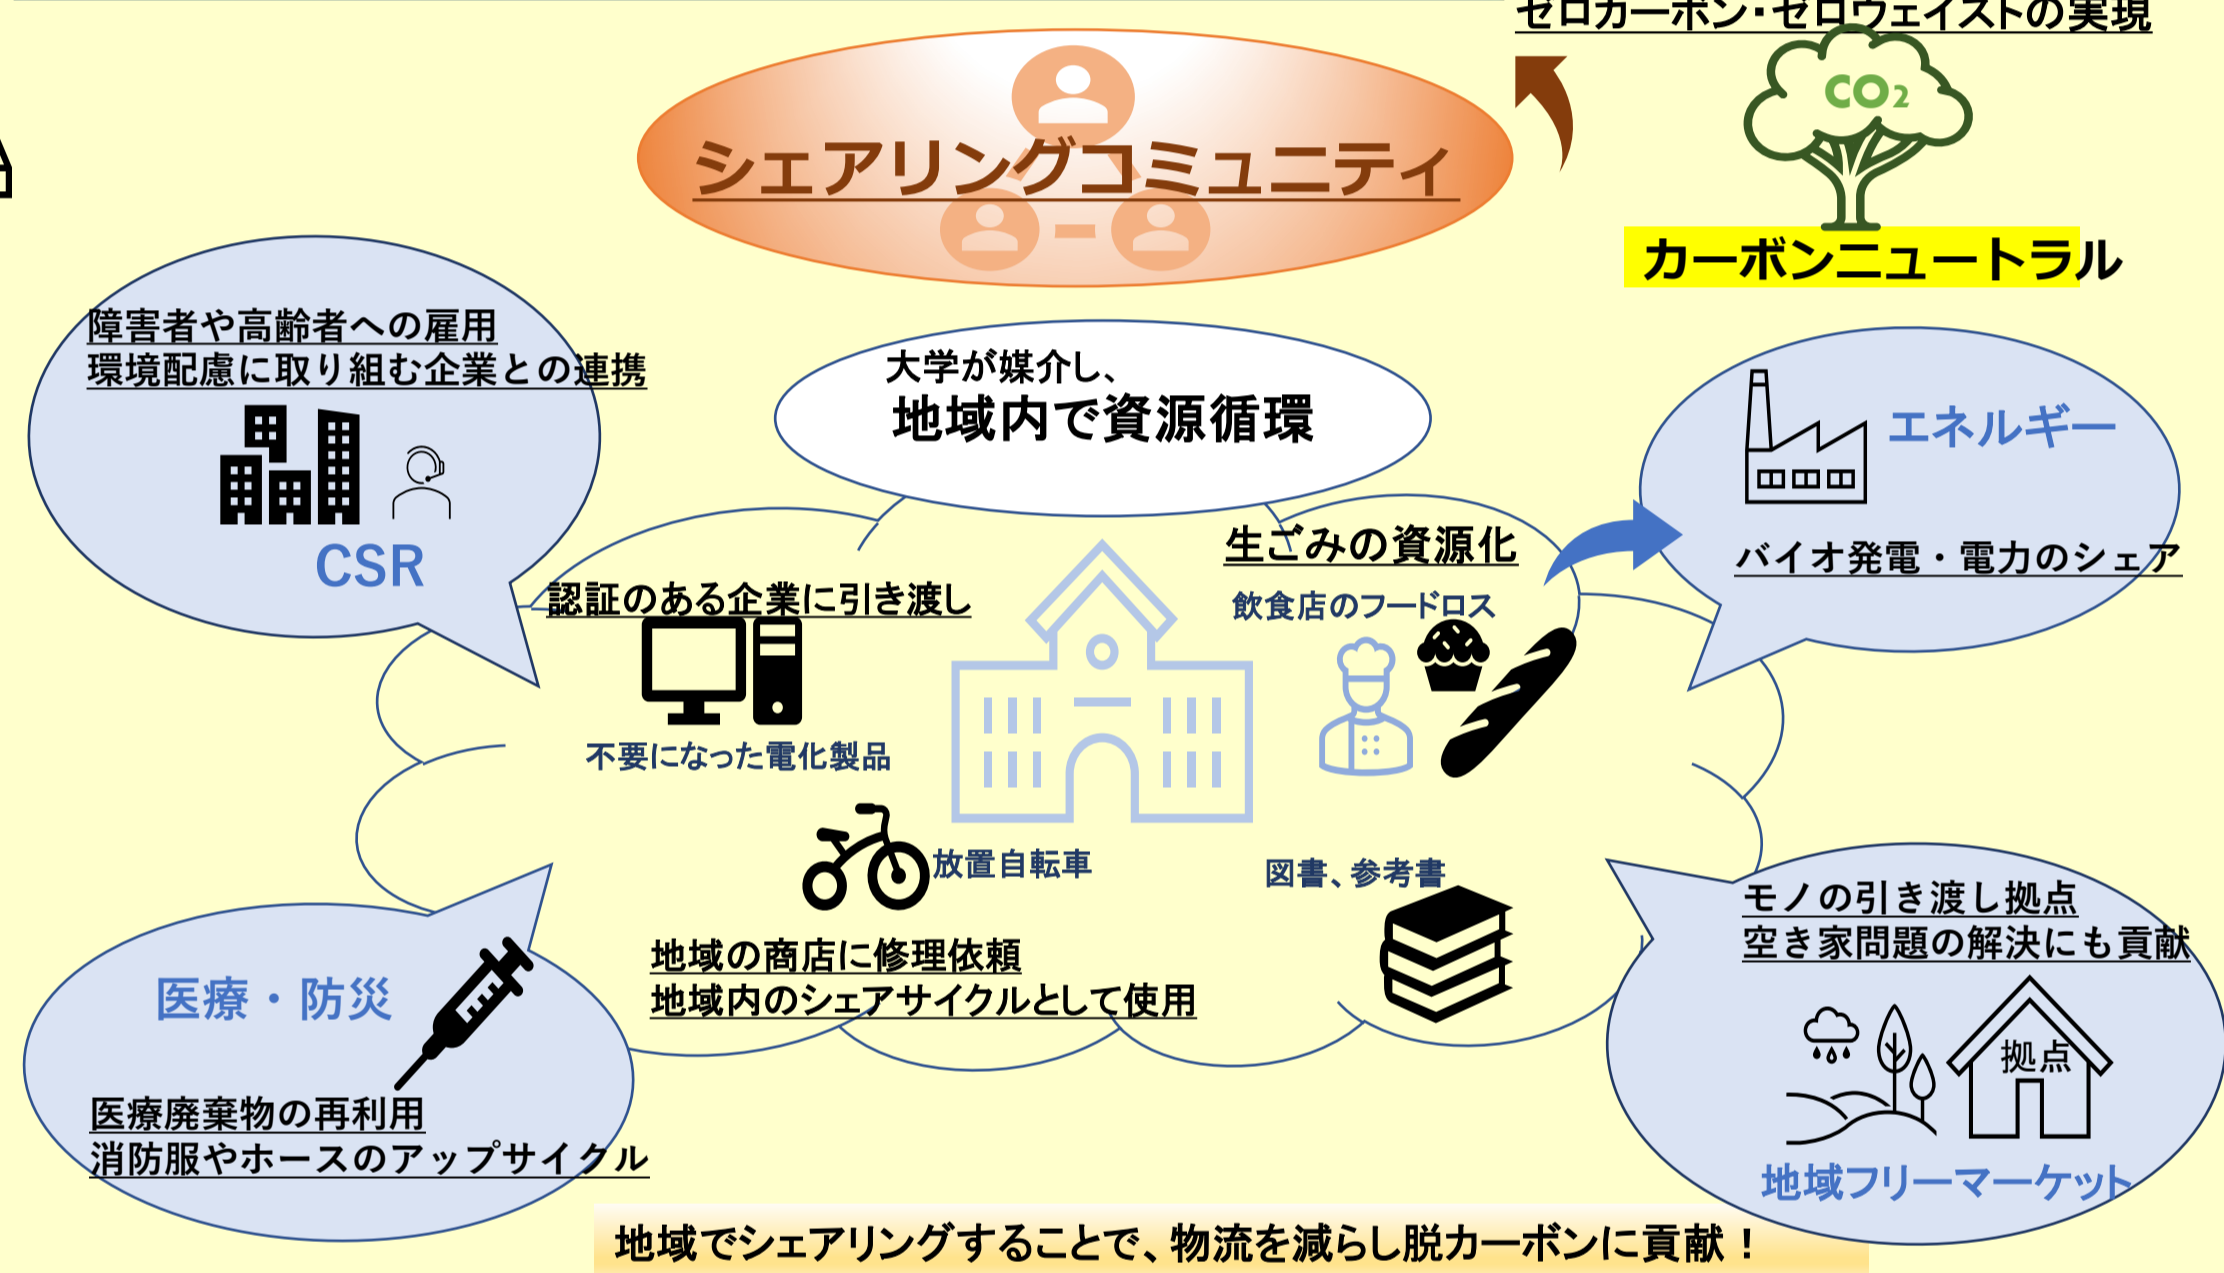 ゼロカーボン・ゼロウェイストの実現
シェアリングコミュニティ
CO2
カーボンニュートラル
障害者や高齢者への雇用
環境配慮に取り組む企業との連携
CSR
大学が媒介し、
地域内で資源循環
エネルギー
バイオ発電・電力のシェア
生ごみの資源化
飲食店のフードロス
認証のある企業に引き渡し
不要になった電化製品
放置自転車
地域の商店に修理依頼
地域内のシェアサイクルとして使用
図書、参考書
モノの引き渡し拠点
空き家問題の解決にも貢献
拠点
地域フリーマーケット
医療・防災
医療廃棄物の再利用
消防服やホースのアップサイクル
地域でシェアリングすることで、物流を減らし脱カーボンに貢献！